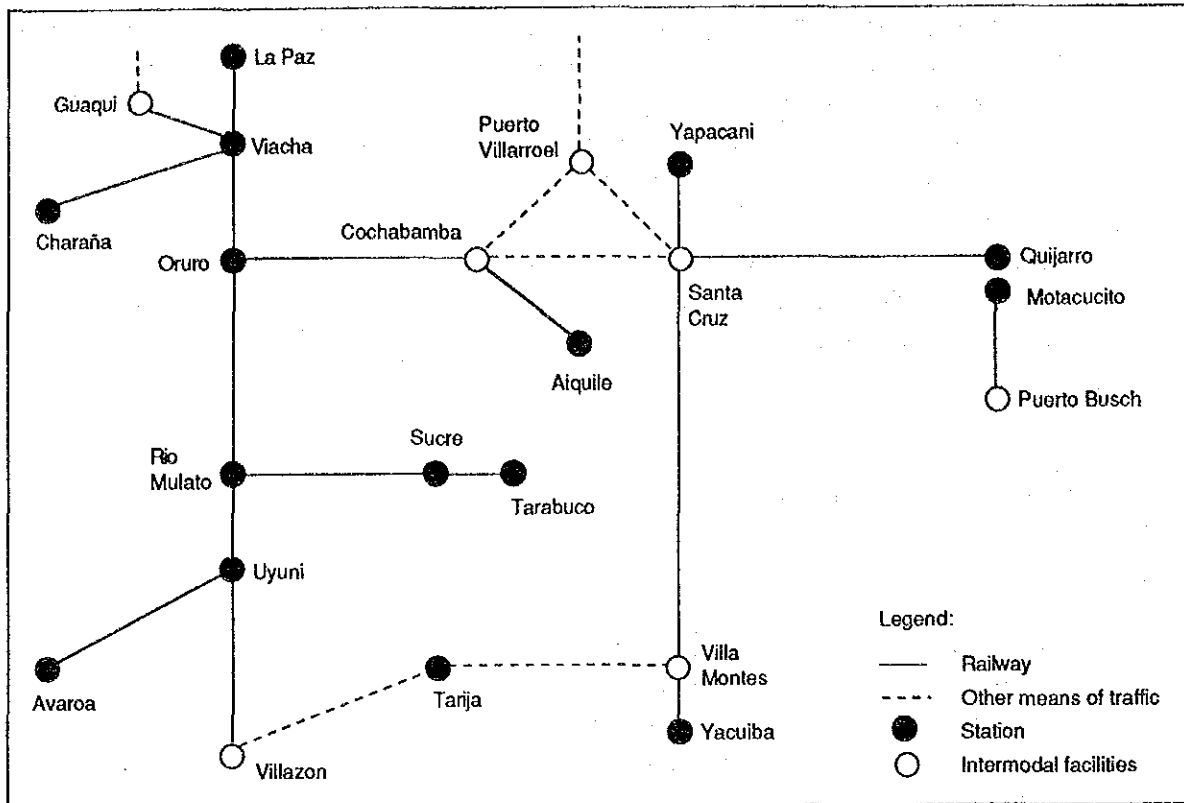 La Paz
Guaqui
Viacha
Charaña
Puerto
Villarroel
Yapacani
Cochabamba
Oruro
Santa
Cruz
Quijarro
Motacucito
Aiquile
Puerto Busch
Sucre
Rio
Mulato
Tarabuco
Uyuni
Avaroa
Tarija
Villa
Montes
Yacuiba
Villazon
Legend:
Railway
Other means of traffic
Station
Intermodal facilities